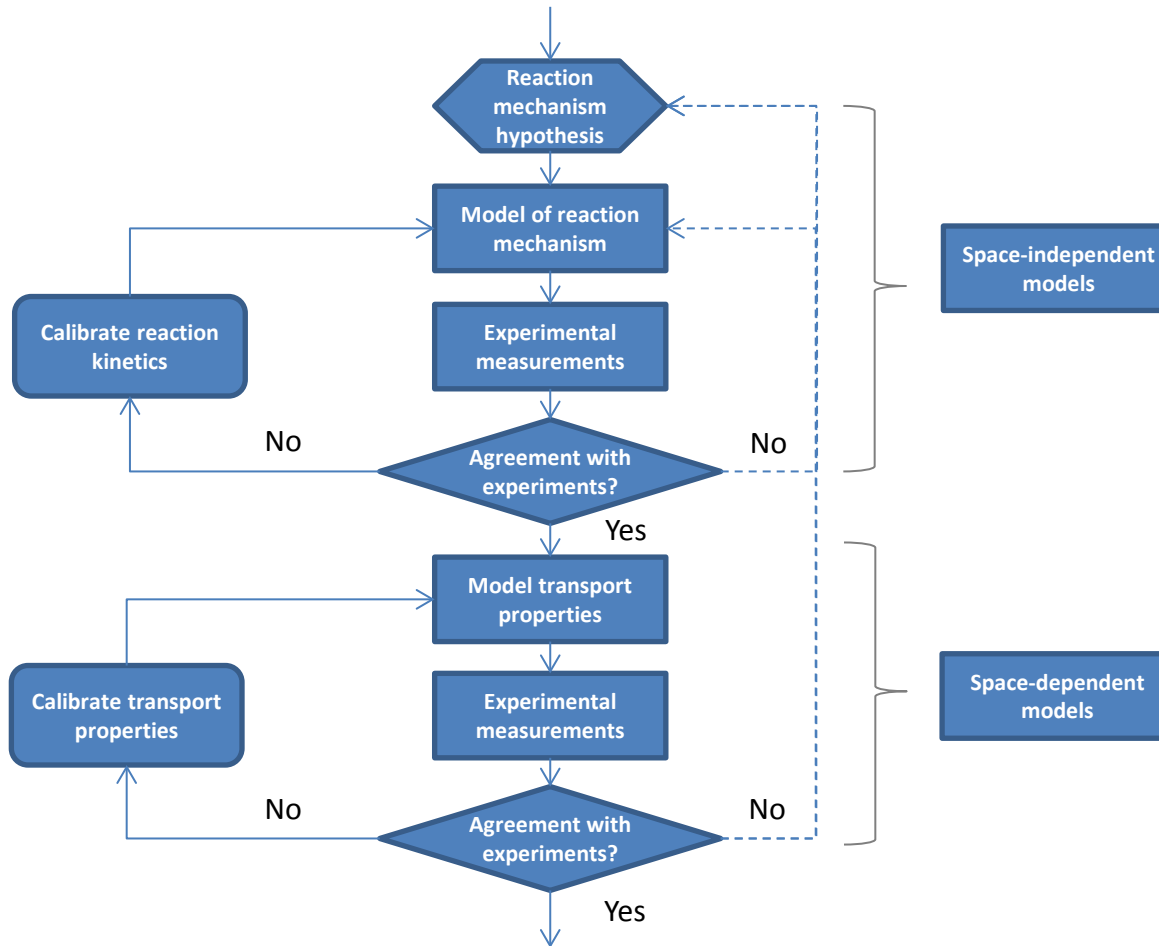 Reaction
mechanism
hypothesis
Model of reaction
mechanism
Space-independent
models
Calibrate reaction
kinetics
Experimental
measurements
No
Agreement with
experiments?
No
Yes
Model transport
properties
Calibrate transport
properties
Experimental
measurements
Space-dependent
models
No
Agreement with
experiments?
No
Yes